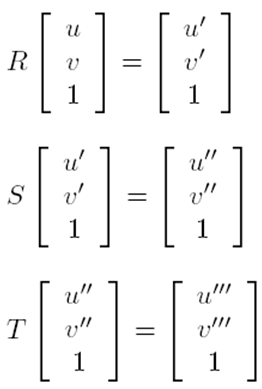 R [ u v 1 ] = [ u′ v′ 1 ]
S [ u′ v′ 1 ] = [ u″ v″ 1 ]
T [ u″ v″ 1 ] = [ u‴ v‴ 1 ]